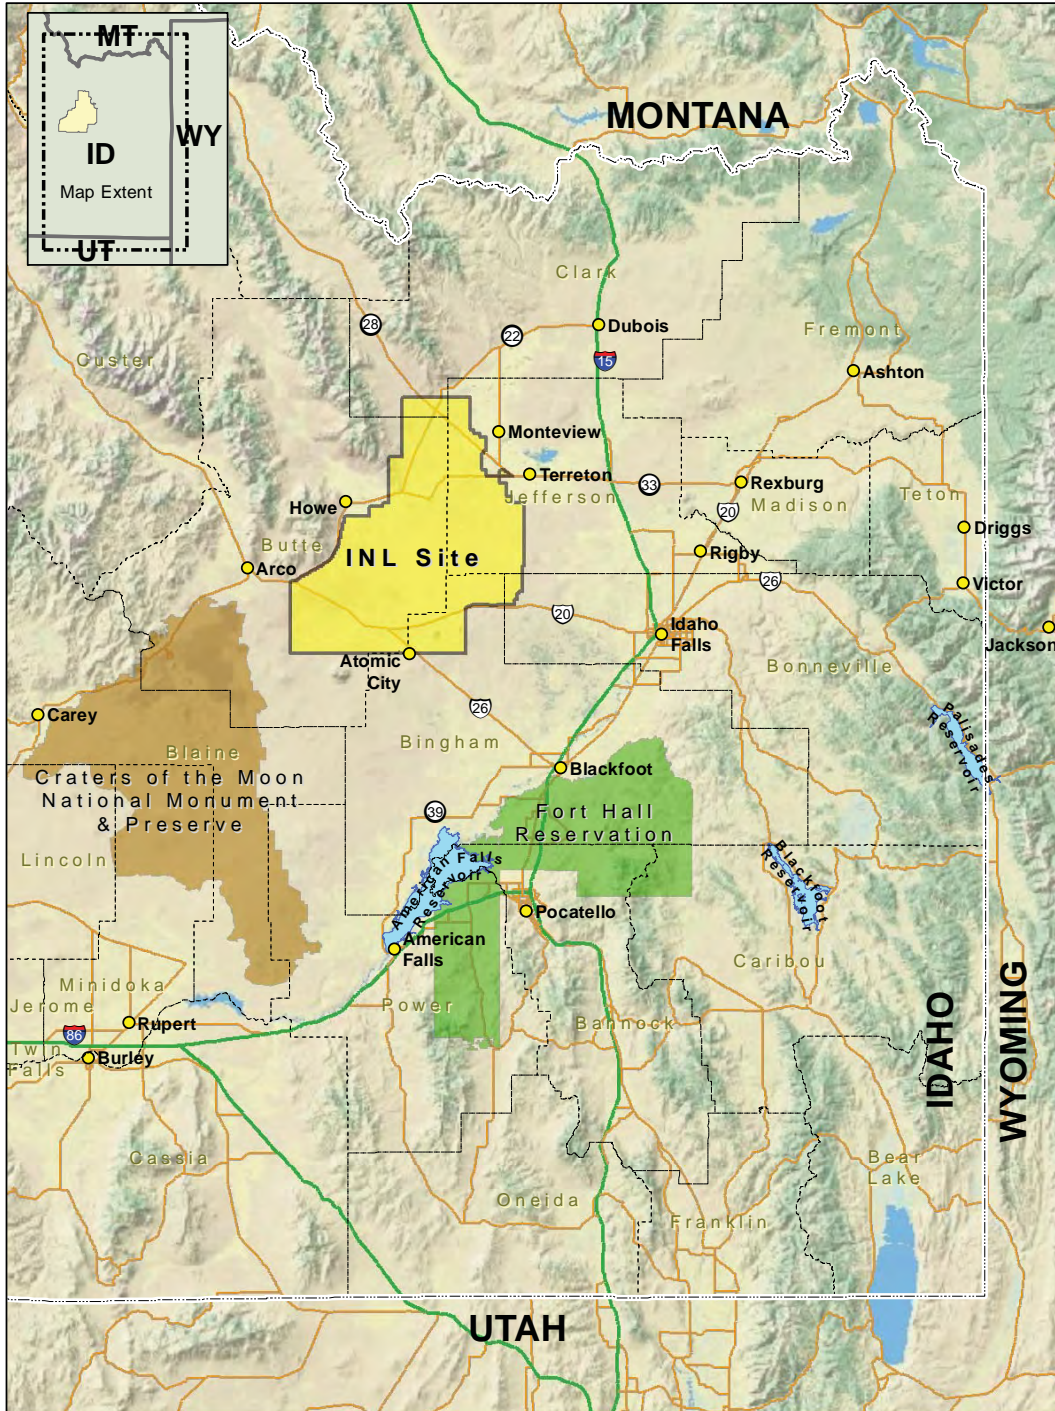 MT
WY
ID
Map Extent
UT
MONTANA
Clark
28
22
Dubois
Fremont
15
Custer
Ashton
Monteview
Terreton
Jefferson
33
Rexburg
Madison
Teton
Howe
20
Driggs
Butte
INL Site
Rigby
Arco
26
Victor
20
Idaho
Falls
Jackson
Atomic
City
Bonneville
26
Carey
Palisades
Reservoir
Bingham
Blaine
Blackfoot
Craters of the Moon
National Monument
& Preserve
39
Fort Hall
Reservation
Lincoln
American Falls
Reservoir
Blackfoot
Reservoir
Pocatello
American
Falls
Caribou
Minidoka
Jerome
Power
IDAHO
WYOMING
Rupert
Bannock
86
Twin
Falls
Burley
Cassia
Bear
Lake
Oneida
Franklin
UTAH